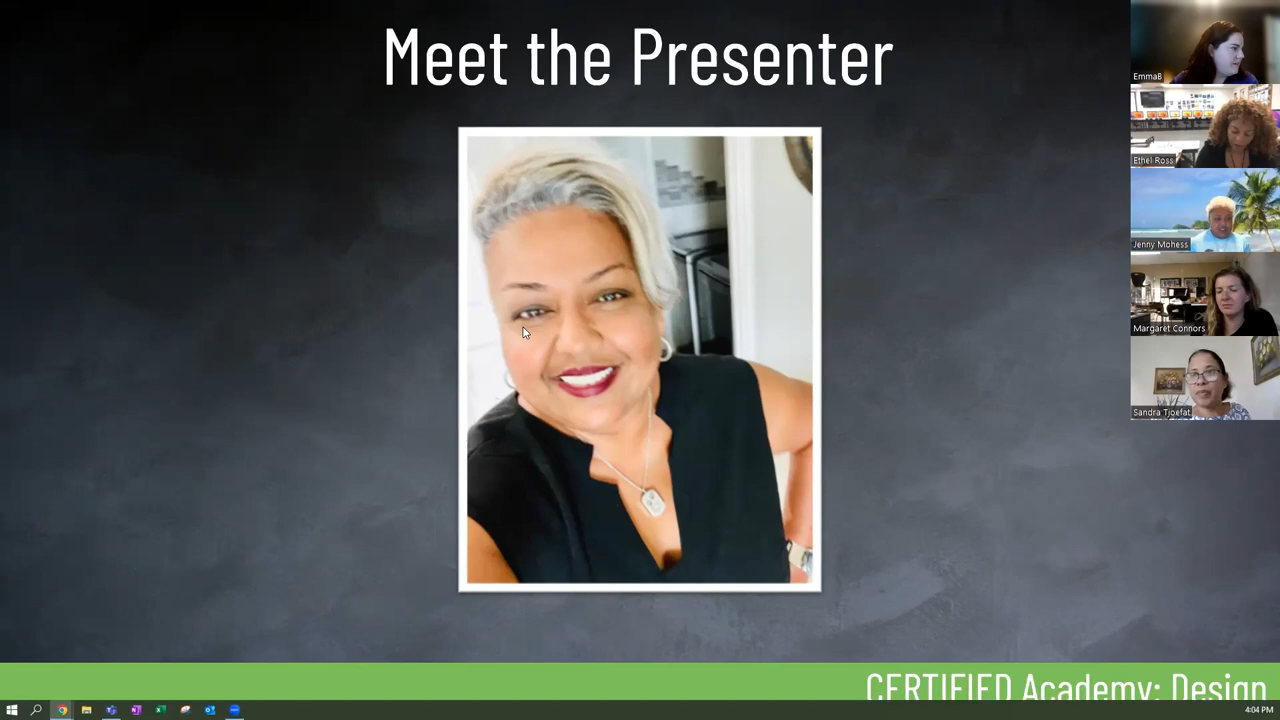 Meet the Presenter
EmmaB
Ethel Ross
Jenny Mohess
Margaret Connors
Sandra Tjoefat
CERTIFIED Academy: Design
4:04 PM